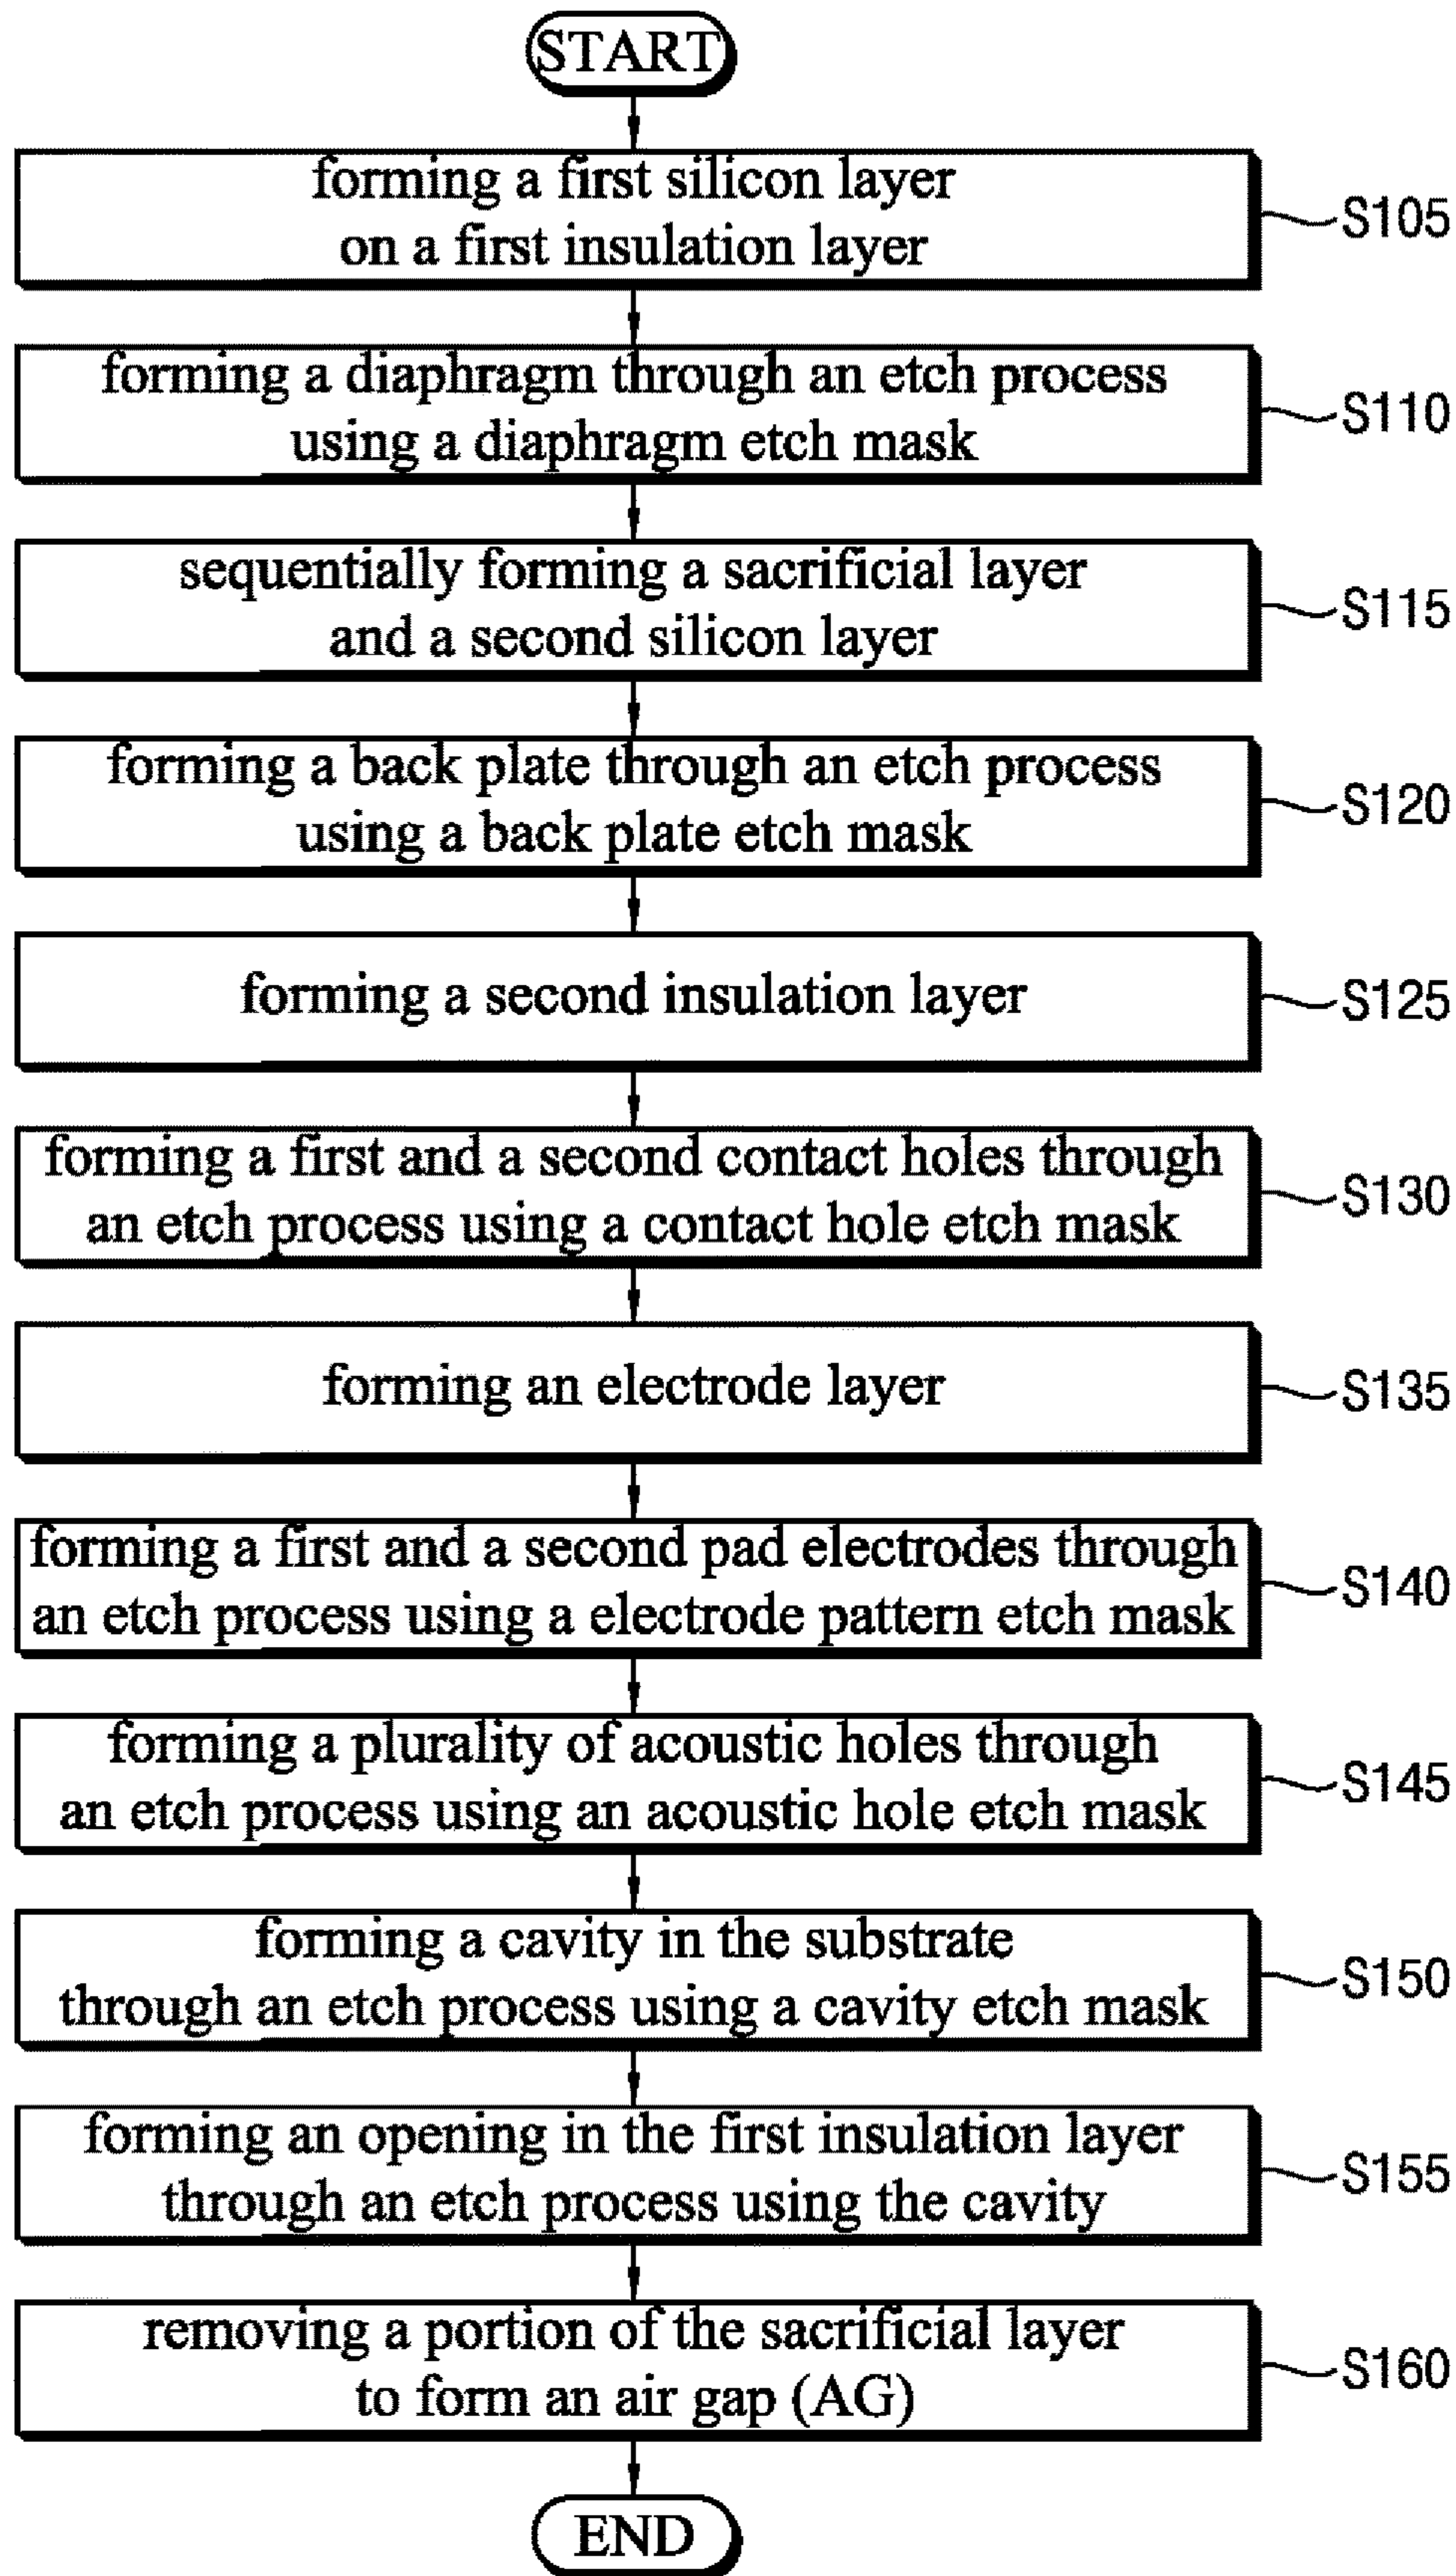 START
forming a first silicon layer
on a first insulation layer
S105
forming a diaphragm through an etch process
using a diaphragm etch mask
S110
sequentially forming a sacrificial layer
and a second silicon layer
S115
forming a back plate through an etch process
using a back plate etch mask
S120
forming a second insulation layer
S125
forming a first and a second contact holes through
an etch process using a contact hole etch mask
S130
forming an electrode layer
S135
forming a first and a second pad electrodes through
an etch process using a electrode pattern etch mask
S140
forming a plurality of acoustic holes through
an etch process using an acoustic hole etch mask
S145
forming a cavity in the substrate
through an etch process using a cavity etch mask
S150
forming an opening in the first insulation layer
through an etch process using the cavity
S155
removing a portion of the sacrificial layer
to form an air gap (AG)
S160
END